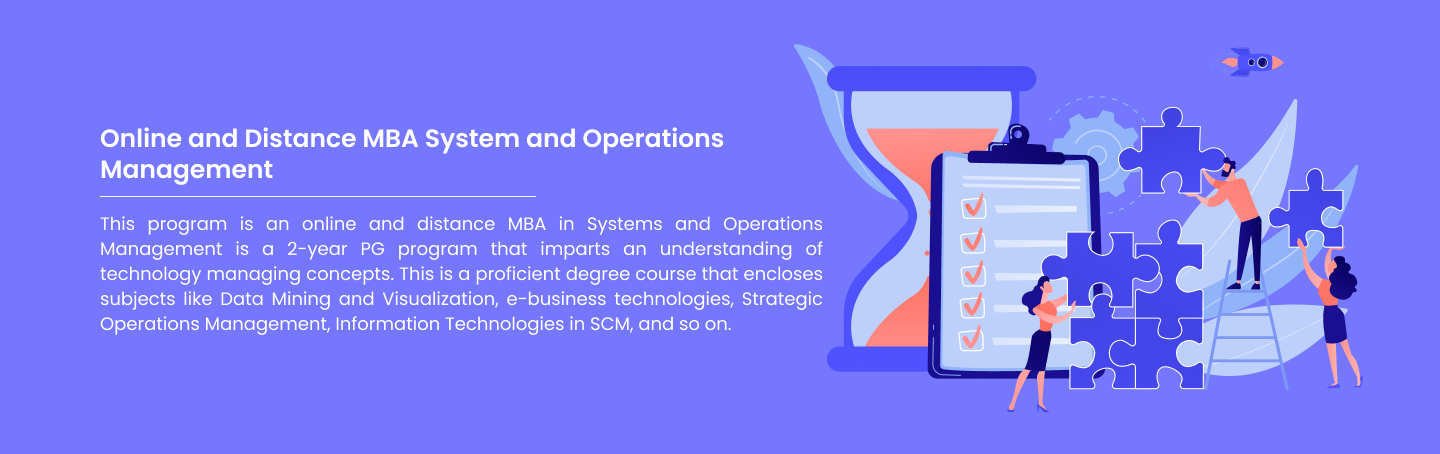 Online and Distance MBA System and Operations
Management
This program is an online and distance MBA in Systems and Operations
Management is a 2-year PG program that imparts an understanding of
technology managing concepts. This is a proficient degree course that encloses
subjects like Data Mining and Visualization, e-business technologies, Strategic
Operations Management, Information Technologies in SCM, and so on.